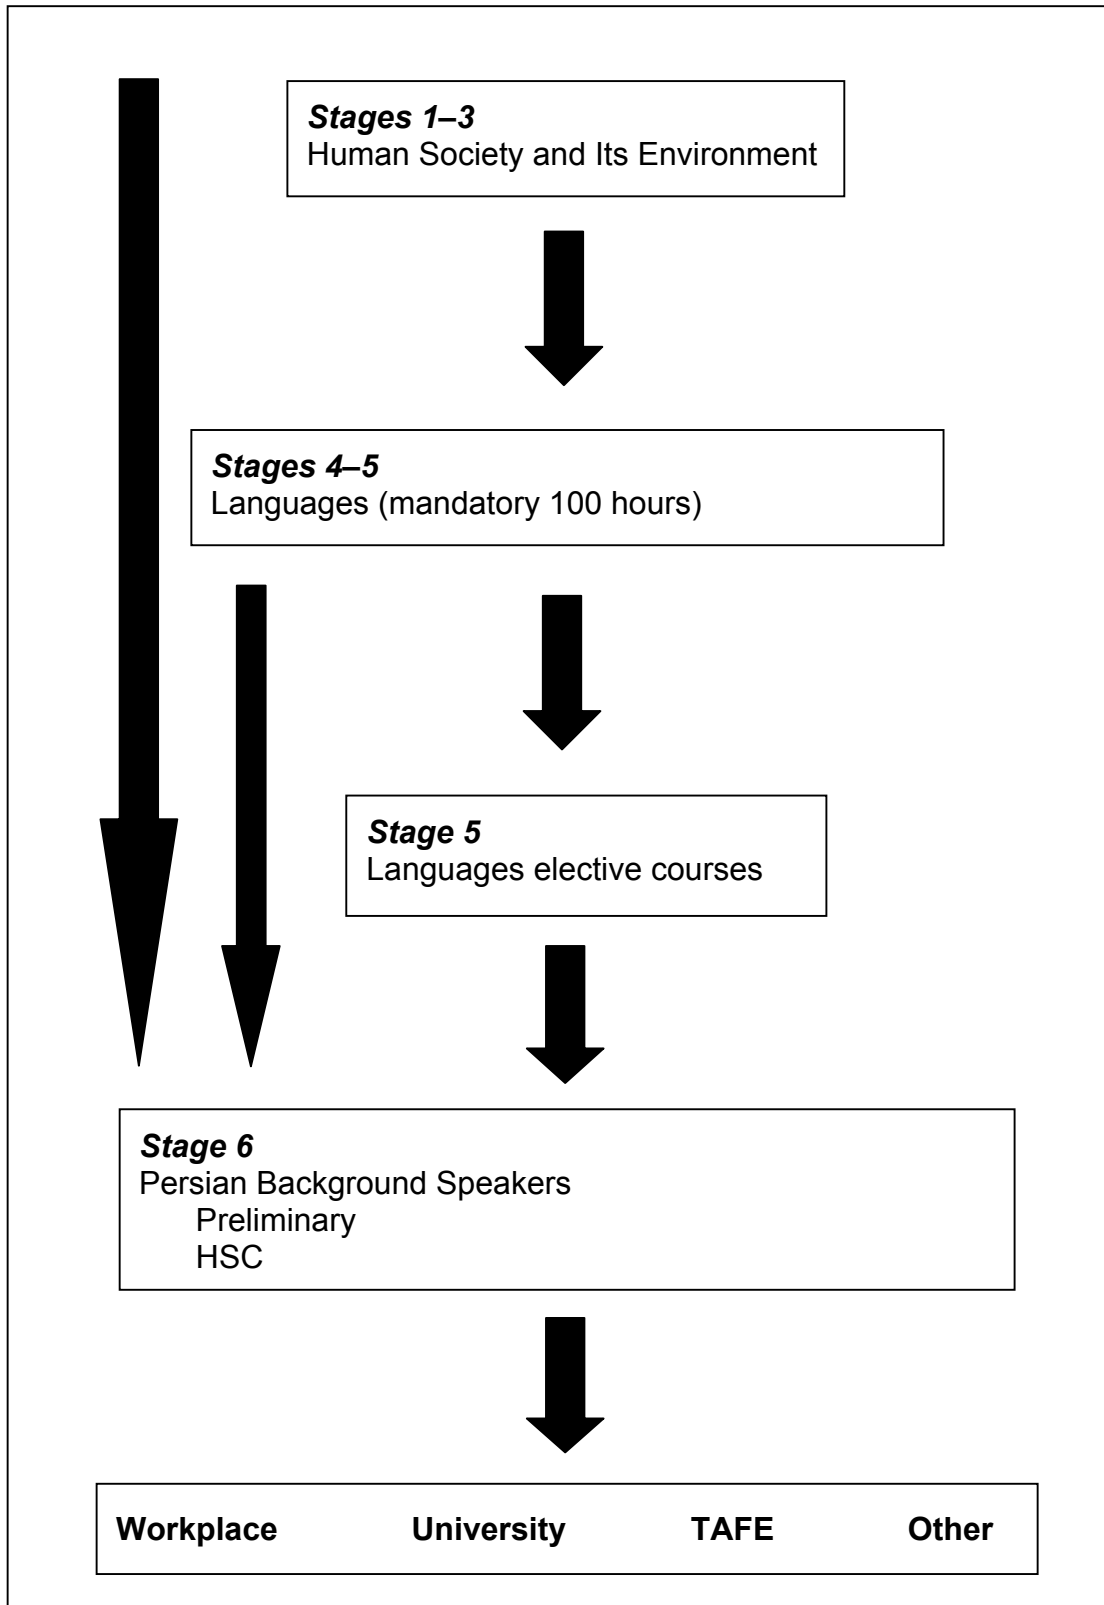 Stages 1–3
Human Society and Its Environment
Stages 4–5
Languages (mandatory 100 hours)
Stage 5
Languages elective courses
Stage 6
Persian Background Speakers
Preliminary
HSC
Workplace University TAFE Other